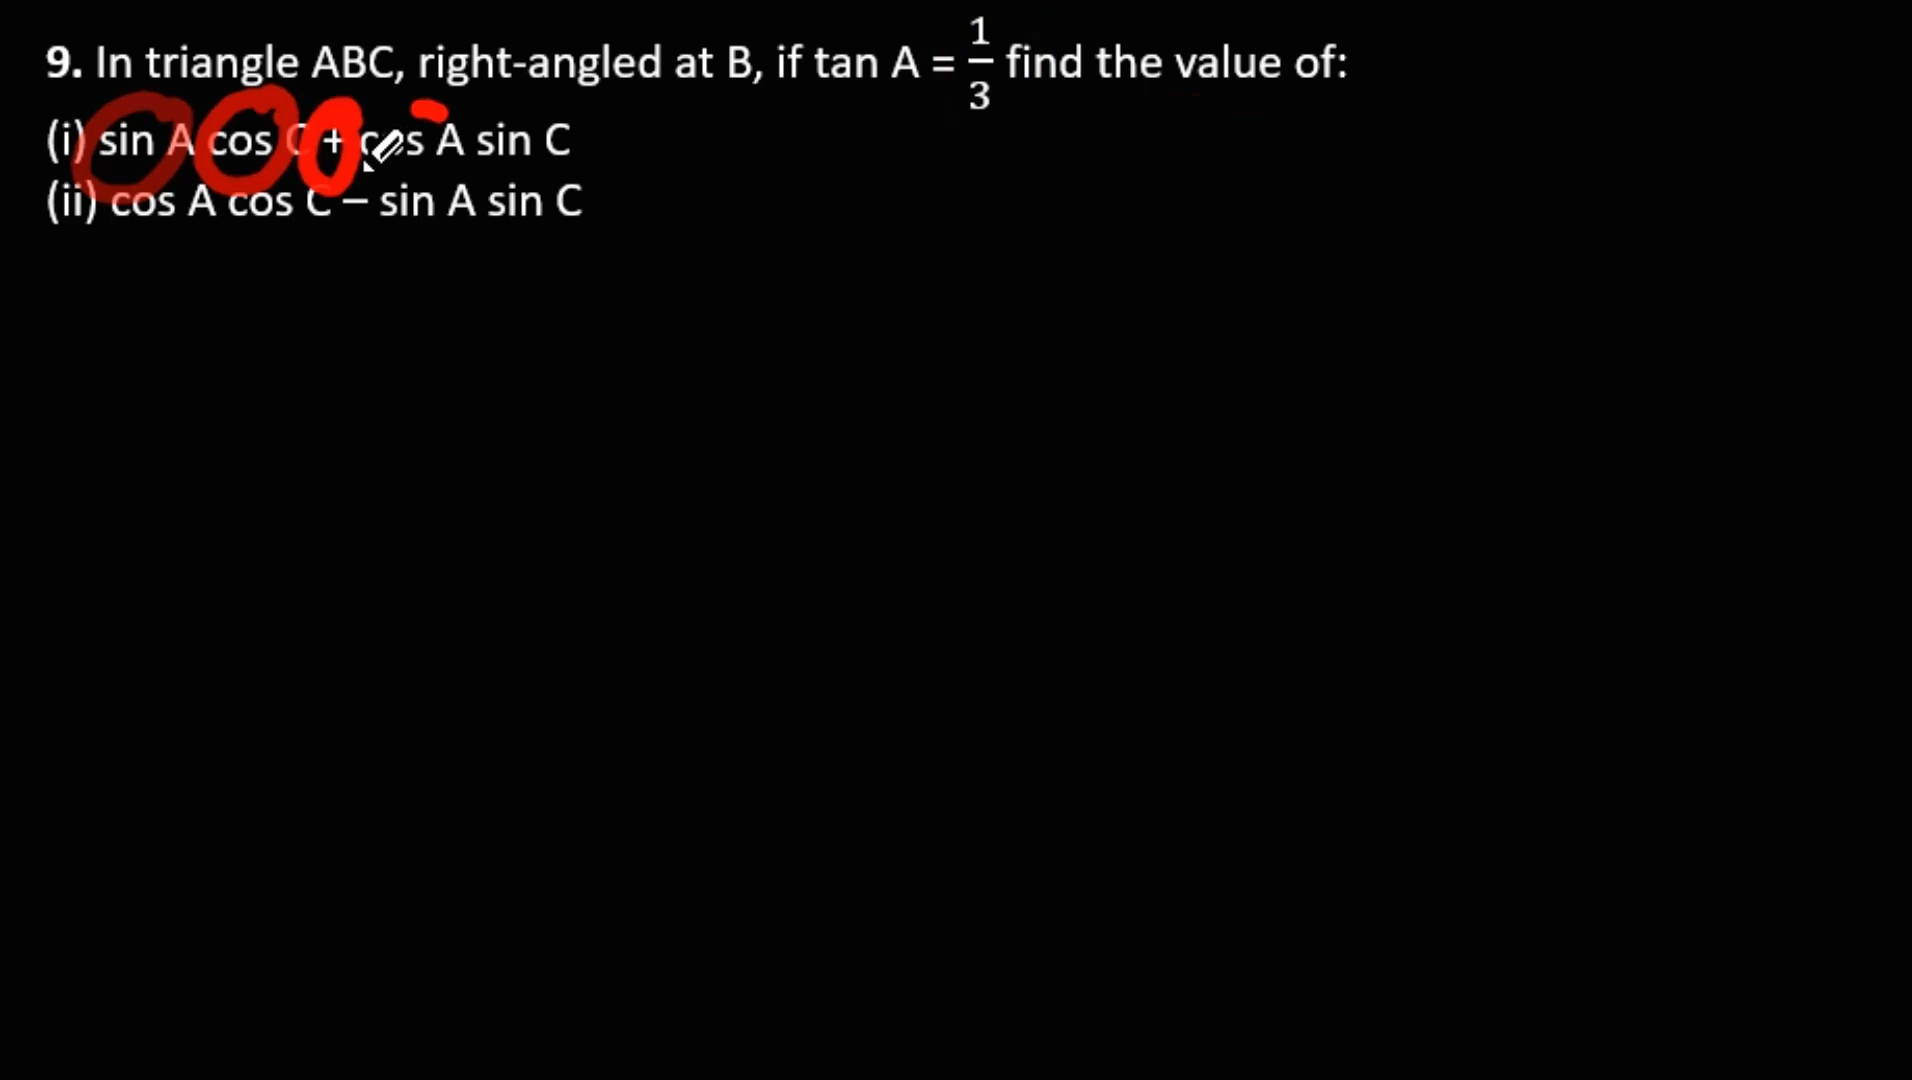 9. In triangle ABC, right-angled at B, if tan A = 1/3 find the value of:
(i) sin A cos C + cos A sin C
(ii) cos A cos C – sin A sin C